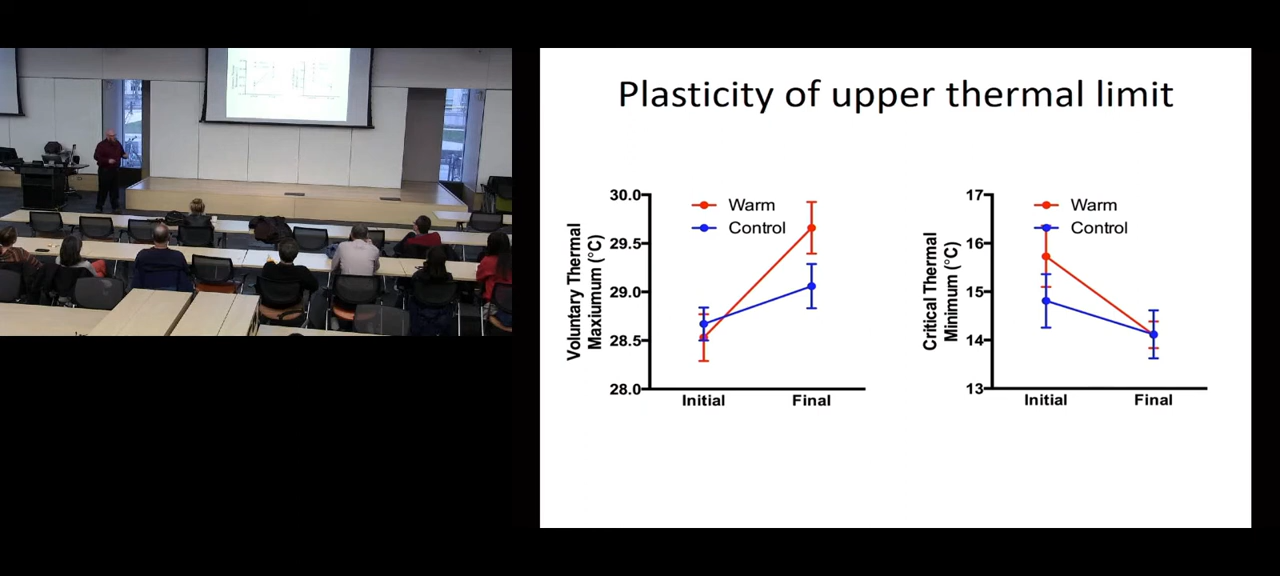 Plasticity of upper thermal limit
Voluntary Thermal
Maxiumum (°C)
30.0
29.5
29.0
28.5
28.0
Warm
Control
Initial
Final
Critical Thermal
Minimum (°C)
17
16
15
14
13
Warm
Control
Initial
Final